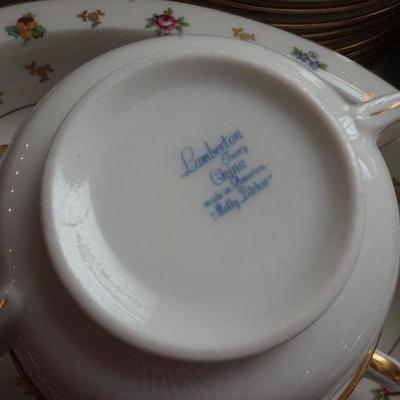 Lamberton
Ivory
China
made in America
"Molly Pitcher"